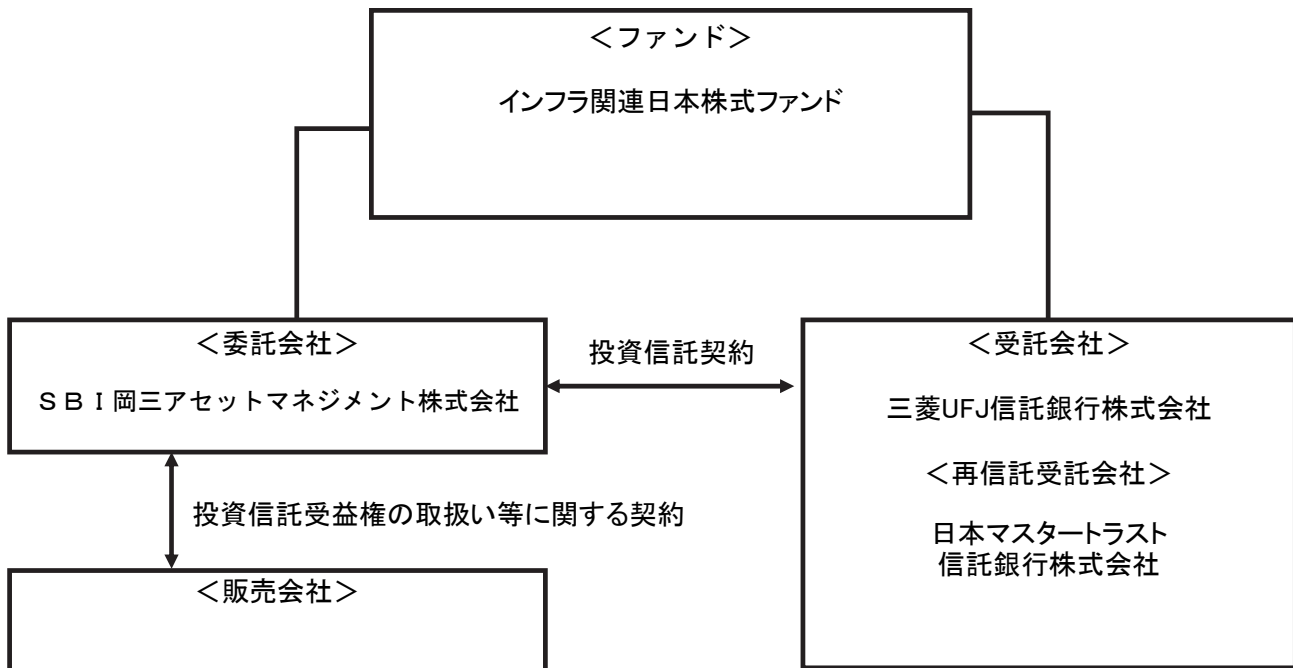 ＜ファンド＞
インフラ関連日本株式ファンド
＜委託会社＞
ＳＢＩ岡三アセットマネジメント株式会社
投資信託契約
＜受託会社＞
三菱UFJ信託銀行株式会社
＜再信託受託会社＞
日本マスタートラスト
信託銀行株式会社
投資信託受益権の取扱い等に関する契約
＜販売会社＞